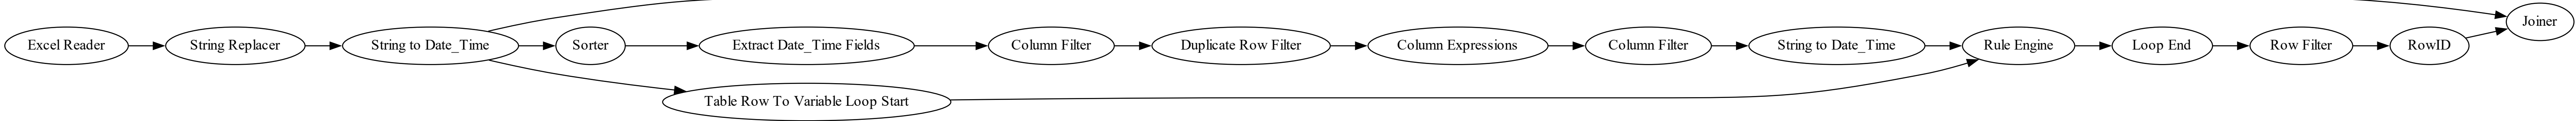 Excel Reader
String Replacer
String to Date_Time
Sorter
Extract Date_Time Fields
Column Filter
Duplicate Row Filter
Column Expressions
Column Filter
String to Date_Time
Rule Engine
Loop End
Row Filter
RowID
Joiner
Table Row To Variable Loop Start